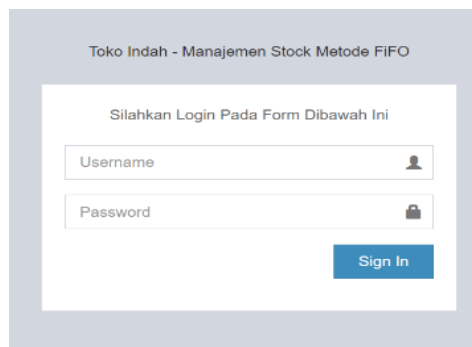 Toko Indah - Manajemen Stock Metode FiFO
Silahkan Login Pada Form Dibawah Ini
Username
Password
Sign In